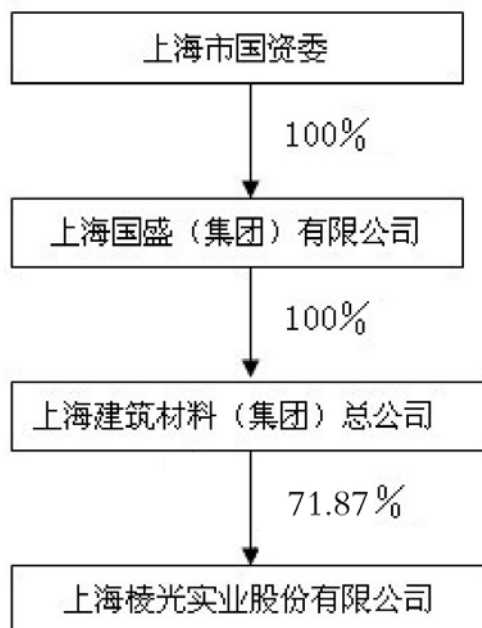 上海市国资委
100%
上海国盛（集团）有限公司
100%
上海建筑材料（集团）总公司
71.87%
上海棱光实业股份有限公司